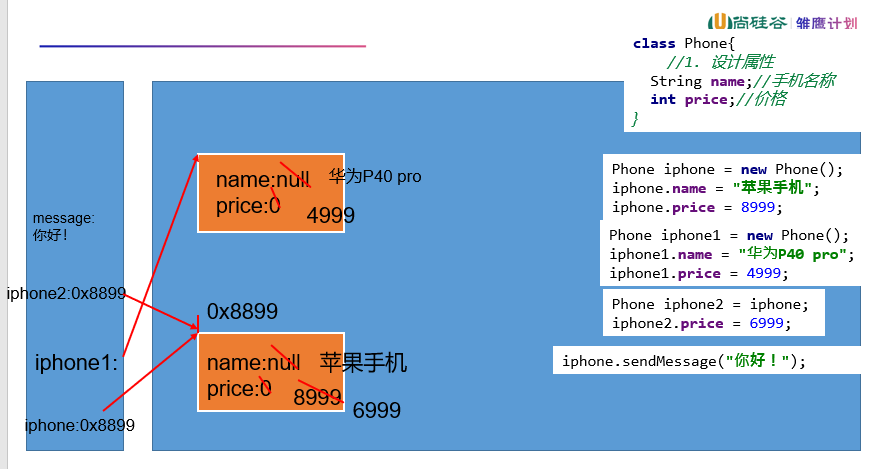 尚硅谷 雏鹰计划
class Phone{
//1. 设计属性
String name;//手机名称
int price;//价格
}
Phone iphone = new Phone();
iphone.name = "苹果手机";
iphone.price = 8999;
Phone iphone1 = new Phone();
iphone1.name = "华为P40 pro";
iphone1.price = 4999;
Phone iphone2 = iphone;
iphone2.price = 6999;
iphone.sendMessage("你好！");
message:
你好！
iphone2:0x8899
iphone1:
iphone:0x8899
name:null 华为P40 pro
price:0 4999
0x8899
name:null 苹果手机
price:0 8999 6999